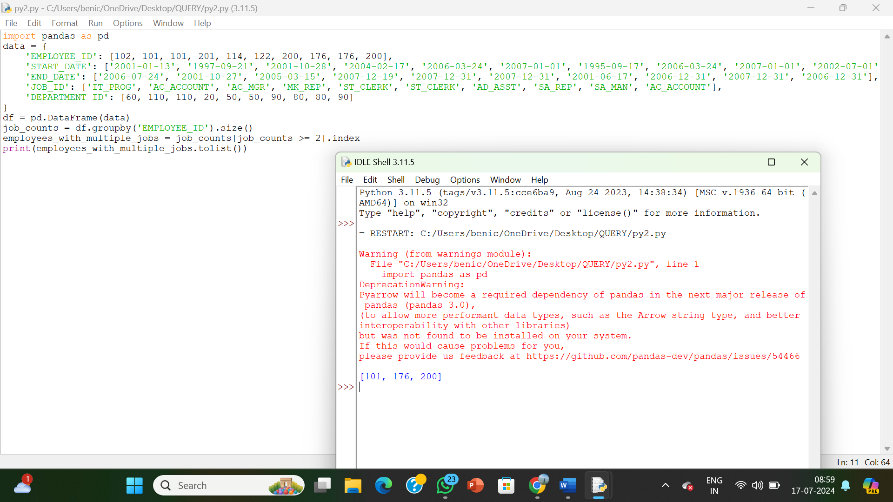 py2.py - C:/Users/benic/OneDrive/Desktop/QUERY/py2.py (3.11.5)
File Edit Format Run Options Window Help
import pandas as pd
data = {
    'EMPLOYEE_ID': [102, 101, 101, 201, 114, 122, 200, 176, 176, 200],
    'START_DATE': ['2001-01-13', '1997-09-21', '2001-10-28', '2004-02-17', '2006-03-24', '2007-01-01', '1995-09-17', '2006-03-24', '2007-01-01', '2002-07-01'
    'END_DATE': ['2006-07-24', '2001-10-27', '2005-03-15', '2007-12-19', '2007-12-31', '2007-12-31', '2001-06-17', '2006-12-31', '2007-12-31', '2006-12-31'],
    'JOB_ID': ['IT_PROG', 'AC_ACCOUNT', 'AC_MGR', 'MK_REP', 'ST_CLERK', 'ST_CLERK', 'AD_ASST', 'SA_REP', 'SA_MAN', 'AC_ACCOUNT'],
    'DEPARTMENT_ID': [60, 110, 110, 20, 50, 50, 90, 80, 80, 90]
}
df = pd.DataFrame(data)
job_counts = df.groupby('EMPLOYEE_ID').size()
employees_with_multiple_jobs = job_counts[job_counts >= 2].index
print(employees_with_multiple_jobs.tolist())
IDLE Shell 3.11.5
File Edit Shell Debug Options Window Help
Python 3.11.5 (tags/v3.11.5:cce6ba9, Aug 24 2023, 14:38:34) [MSC v.1936 64 bit (
AMD64)] on win32
Type "help", "copyright", "credits" or "license()" for more information.
>>>
= RESTART: C:/Users/benic/OneDrive/Desktop/QUERY/py2.py
Warning (from warnings module):
  File "C:/Users/benic/OneDrive/Desktop/QUERY/py2.py", line 1
    import pandas as pd
DeprecationWarning:
Pyarrow will become a required dependency of pandas in the next major release of
 pandas (pandas 3.0),
(to allow more performant data types, such as the Arrow string type, and better
interoperability with other libraries)
but was not found to be installed on your system.
If this would cause problems for you,
please provide us feedback at https://github.com/pandas-dev/pandas/issues/54466
[101, 176, 200]
>>>
Ln: 11 Col: 64
1
Search
23
ENG
IN
08:59
17-07-2024